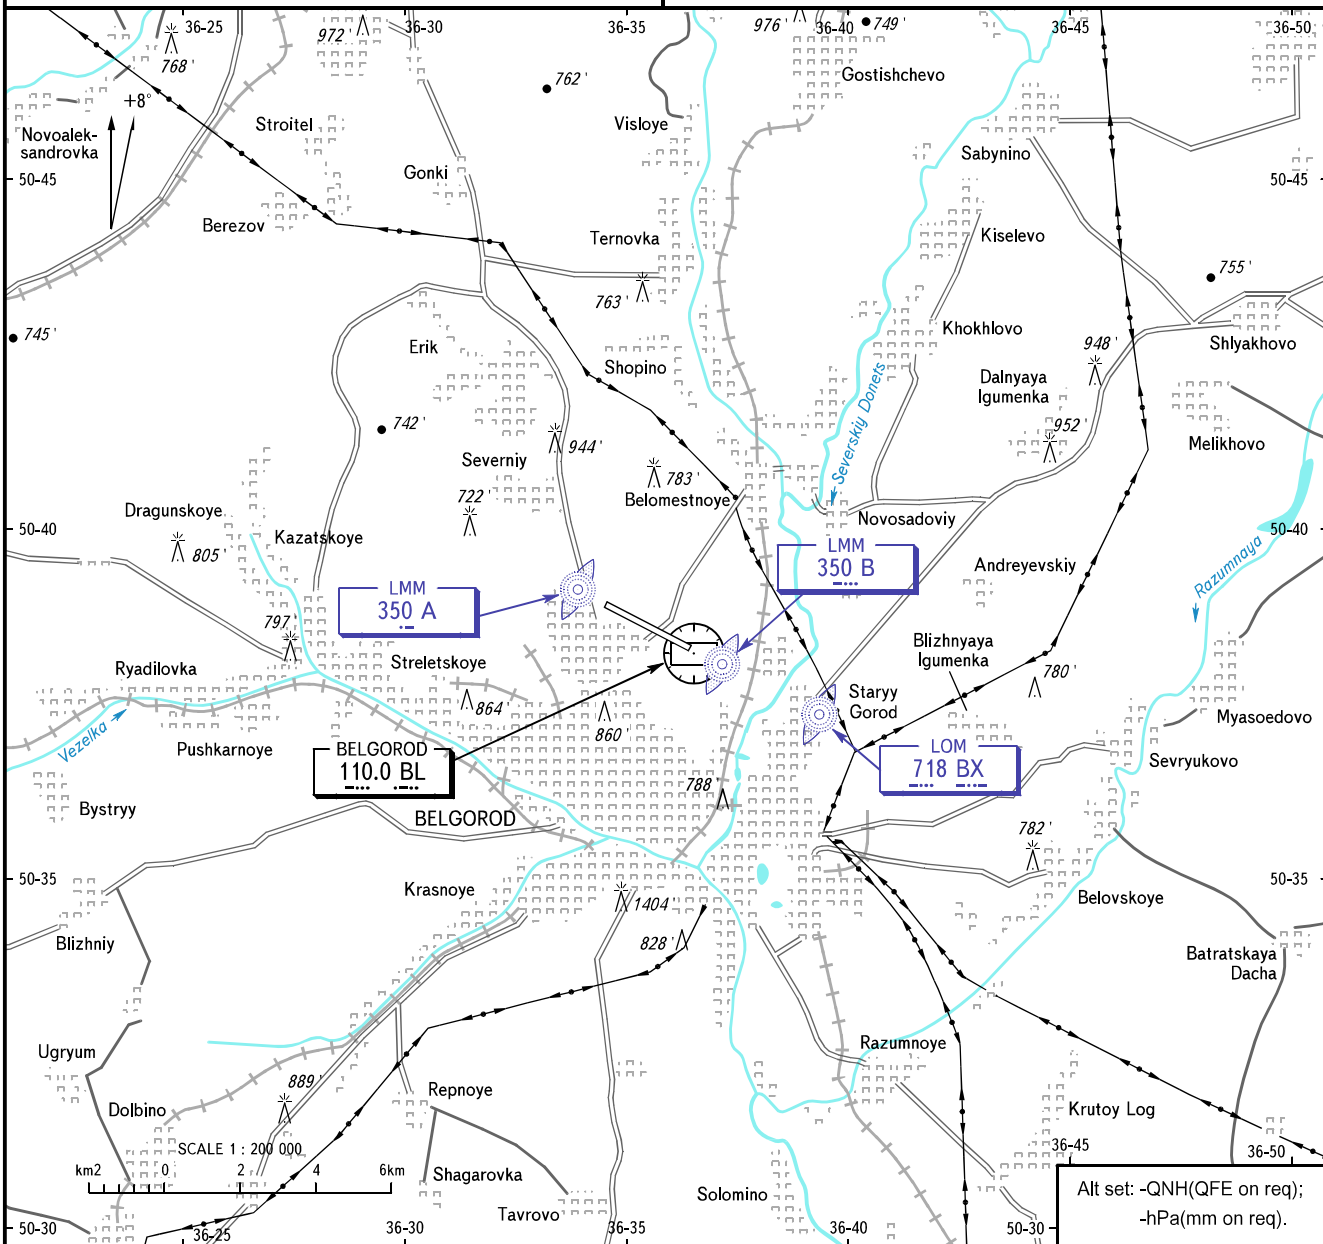 36-25
36-30
36-35
36-40
36-45
36-50
972'
976'
749'
768'
762'
Gostishchevo
+8°
Novoalek-
sandrovka
Stroitel
Visloye
Sabynino
Gonki
50-45
50-45
Berezov
Ternovka
Kiselevo
755'
763'
745'
Khokhlovo
Erik
948'
Shlyakhovo
Shopino
Dalnyaya
Igumenka
742'
952'
944'
Severskiy Donets
Melikhovo
Severniy
783'
722'
Belomestnoye
Dragunskoye
Novosadoviy
50-40
50-40
Kazatskoye
805'
LMM
350 B
Andreyevskiy
Razumnaya
LMM
350 A
797'
Blizhnyaya
Igumenka
Ryadilovka
Streletskoye
780'
864'
Staryy
Gorod
Myasoedovo
860'
Vezelka
Pushkarnoye
BELGOROD
110.0 BL
LOM
718 BX
Sevryukovo
788'
Bystryy
BELGOROD
782'
50-35
50-35
Krasnoye
1404'
Belovskoye
828'
Blizhniy
Batratskaya
Dacha
Ugryum
Razumnoye
889'
Repnoye
Dolbino
Krutoy Log
SCALE 1 : 200 000
km2 0 2 4 6km
Shagarovka
36-45
36-50
Solomino
Tavrovo
Alt set: -QNH(QFE on req);
-hPa(mm on req).
50-30
36-25
36-30
36-35
36-40
50-30